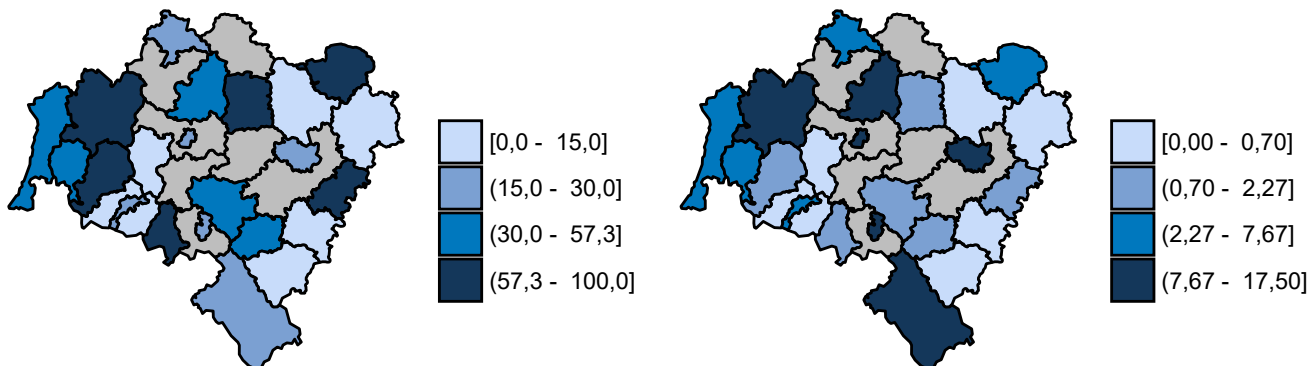 [0,0 - 15,0]
(15,0 - 30,0]
(30,0 - 57,3]
(57,3 - 100,0]
[0,00 - 0,70]
(0,70 - 2,27]
(2,27 - 7,67]
(7,67 - 17,50]